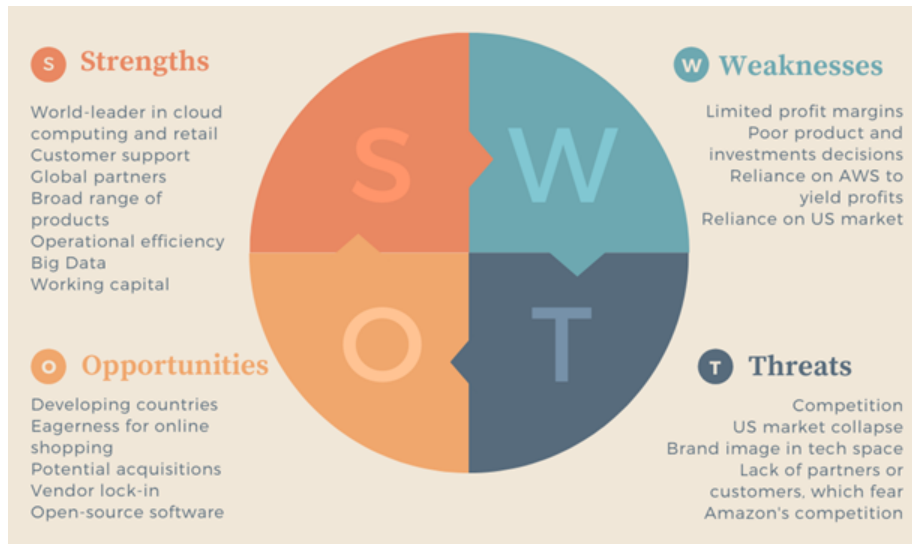 S Strengths
World-leader in cloud
computing and retail
Customer support
Global partners
Broad range of
products
Operational efficiency
Big Data
Working capital
W Weaknesses
Limited profit margins
Poor product and
investments decisions
Reliance on AWS to
yield profits
Reliance on US market
S
W
O
T
O Opportunities
Developing countries
Eagerness for online
shopping
Potential acquisitions
Vendor lock-in
Open-source software
T Threats
Competition
US market collapse
Brand image in tech space
Lack of partners or
customers, which fear
Amazon's competition